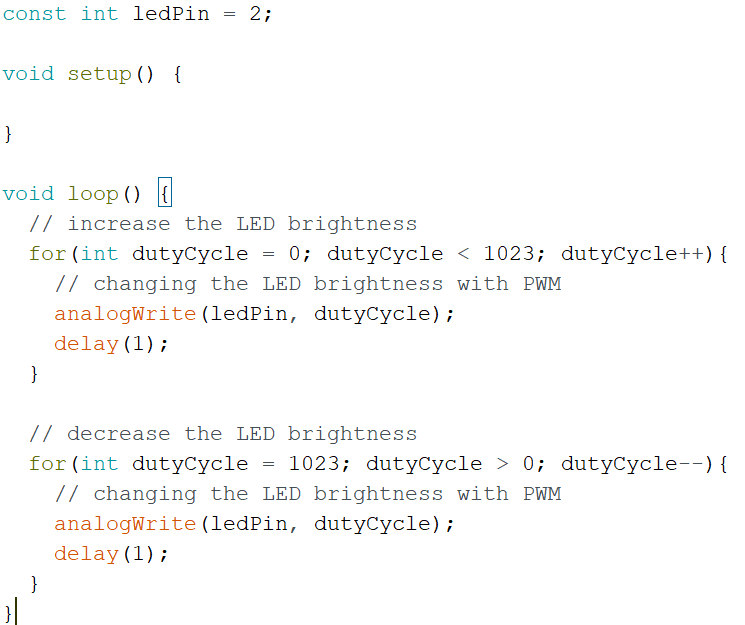 const int ledPin = 2;
void setup() {
}
void loop() {
// increase the LED brightness
for(int dutyCycle = 0; dutyCycle < 1023; dutyCycle++){
// changing the LED brightness with PWM
analogWrite(ledPin, dutyCycle);
delay(1);
}
// decrease the LED brightness
for(int dutyCycle = 1023; dutyCycle > 0; dutyCycle--){
// changing the LED brightness with PWM
analogWrite(ledPin, dutyCycle);
delay(1);
}
}